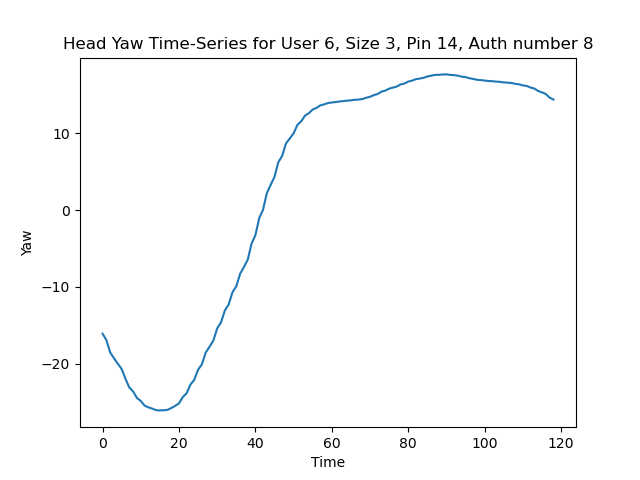 Head Yaw Time-Series for User 6, Size 3, Pin 14, Auth number 8
10
0
−10
−20
Yaw
0 20 40 60 80 100 120
Time